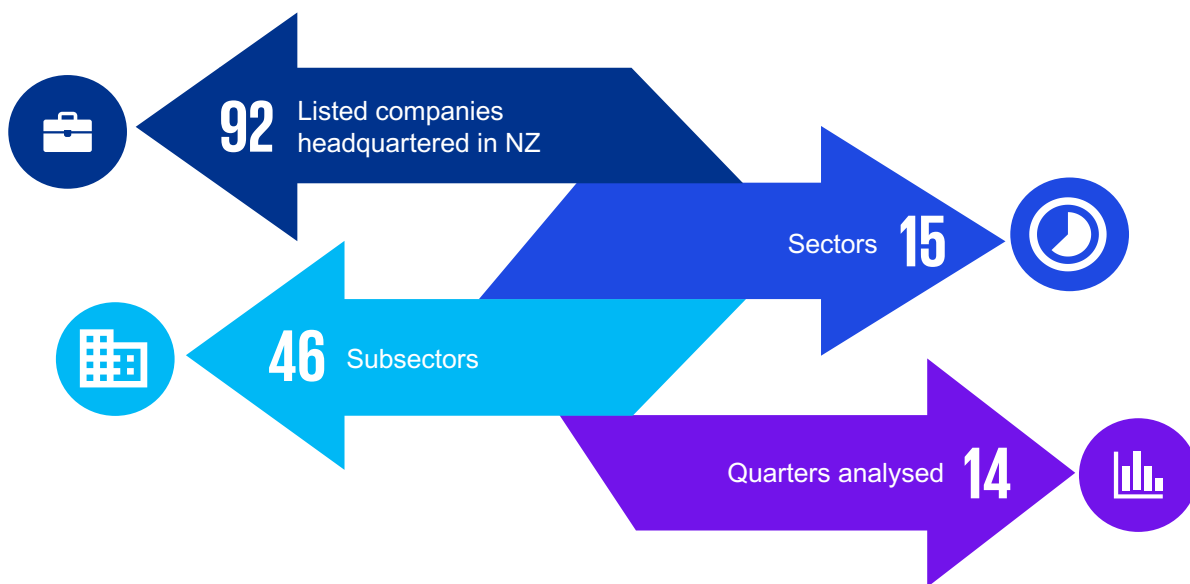 92 Listed companies
headquartered in NZ
Sectors 15
46 Subsectors
Quarters analysed 14